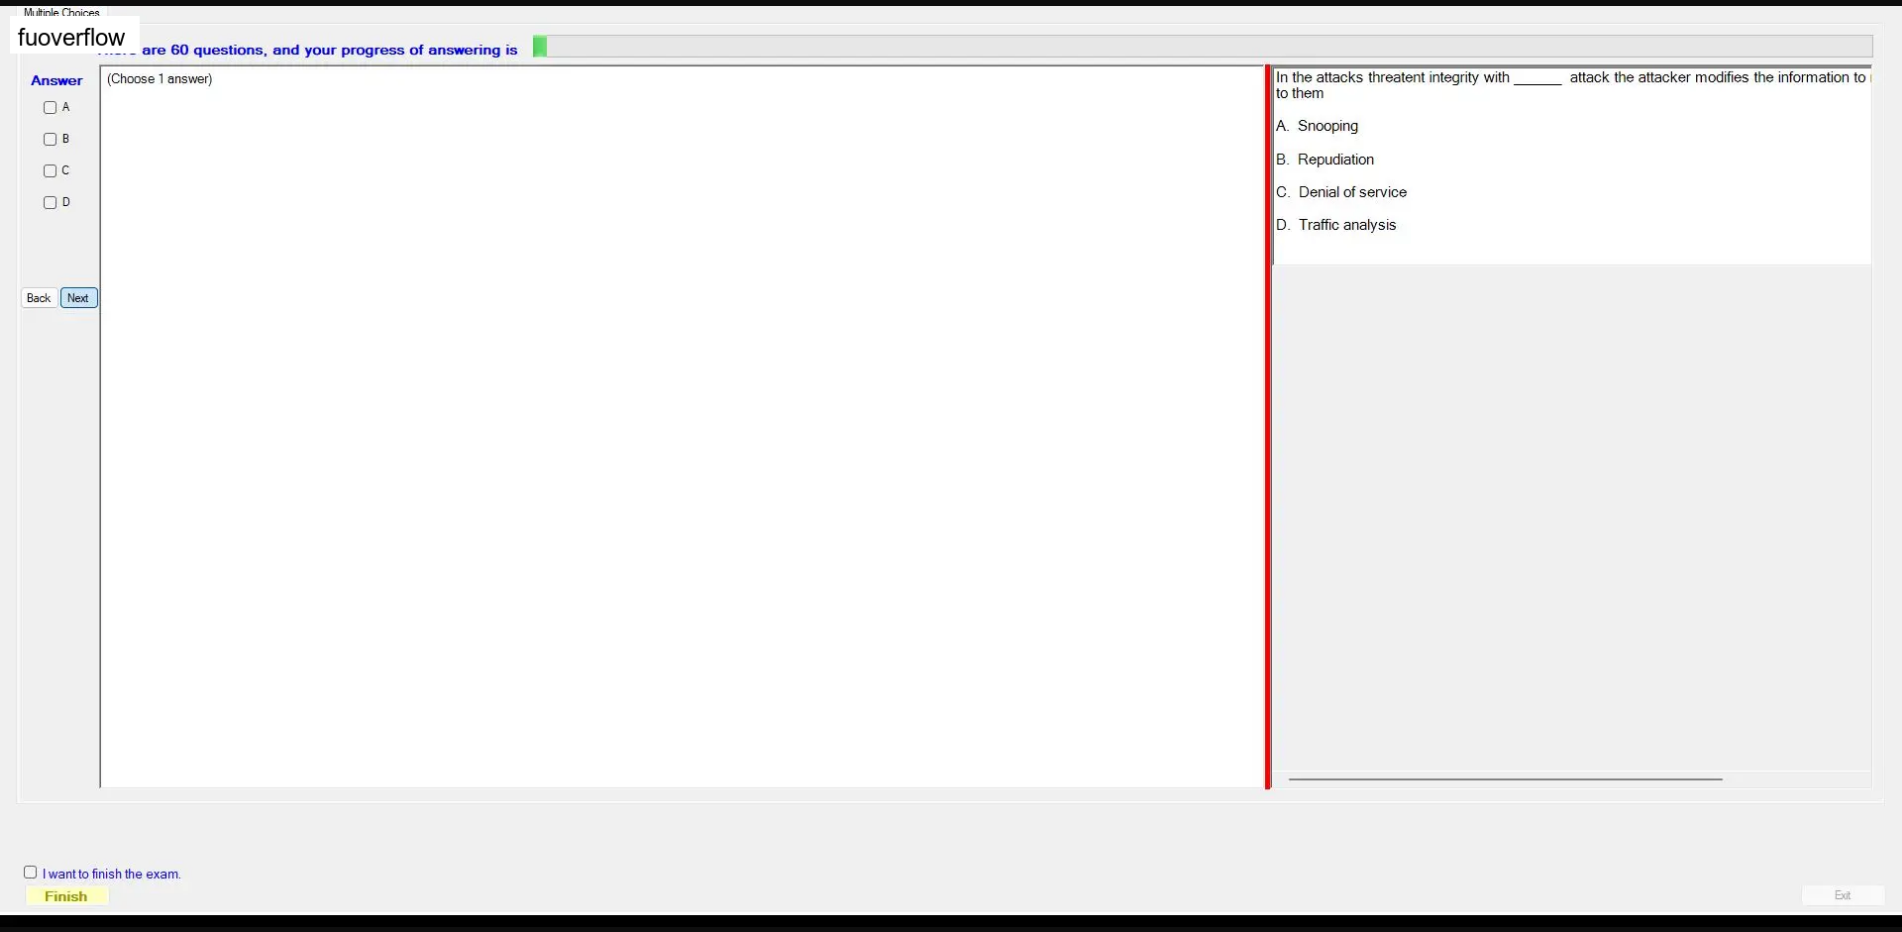 Multiple Choices
fuoverflow
are 60 questions, and your progress of answering is
Answer
A
B
C
D
Back Next
(Choose 1 answer)
In the attacks threatent integrity with ______ attack the attacker modifies the information to
to them
A. Snooping
B. Repudiation
C. Denial of service
D. Traffic analysis
I want to finish the exam.
Finish
Exit